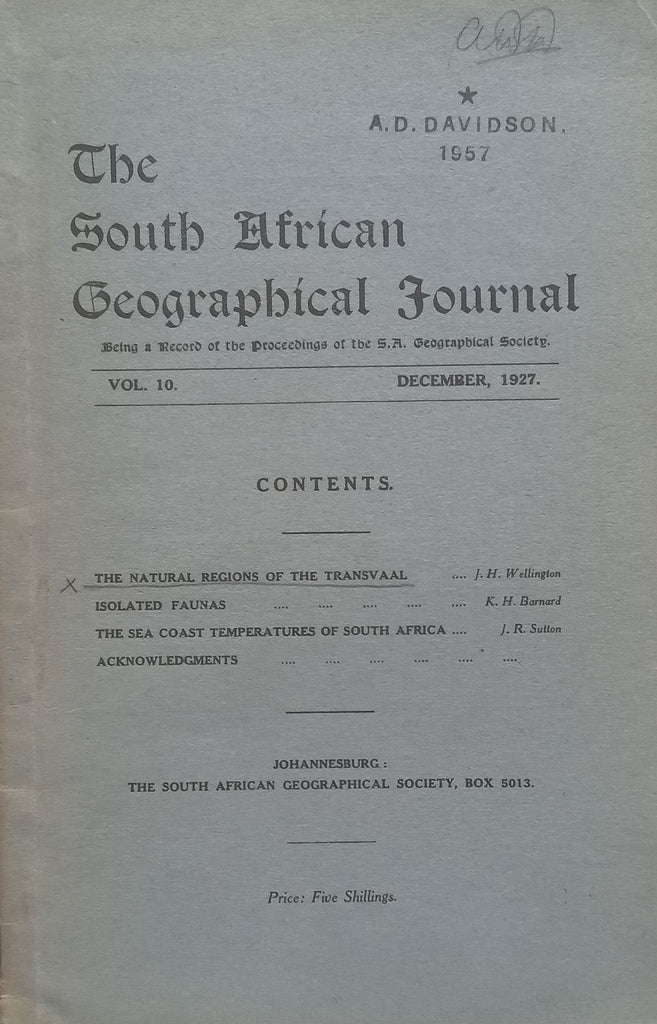 ★
A.D. DAVIDSON.
1957
The
South African
Geographical Journal
Being a Record of the Proceedings of the S.A. Geographical Society.
VOL. 10. DECEMBER, 1927.
CONTENTS.
X THE NATURAL REGIONS OF THE TRANSVAAL .... J. H. Wellington
ISOLATED FAUNAS .... .... .... .... .... K. H. Barnard
THE SEA COAST TEMPERATURES OF SOUTH AFRICA .... J. R. Sutton
ACKNOWLEDGMENTS .... .... .... .... .... ....
JOHANNESBURG :
THE SOUTH AFRICAN GEOGRAPHICAL SOCIETY, BOX 5013.
Price: Five Shillings.